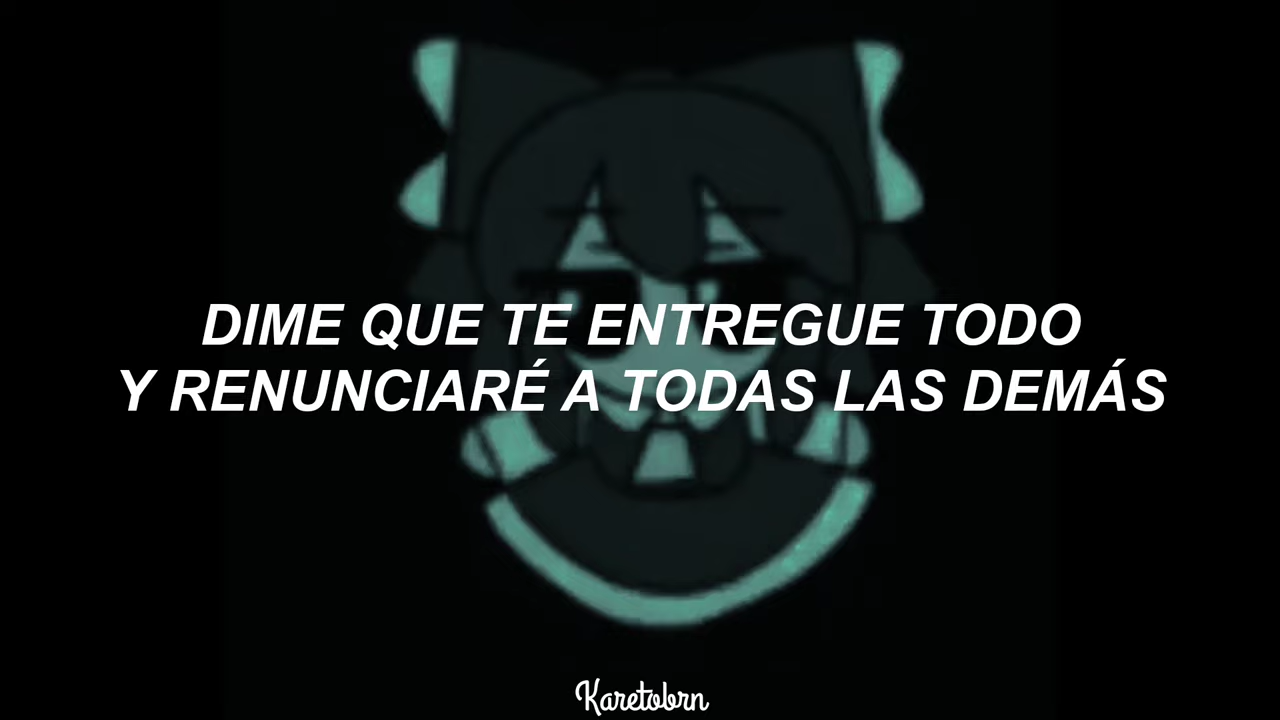 DIME QUE TE ENTREGUE TODO
Y RENUNCIARÉ A TODAS LAS DEMÁS
Karetobrn